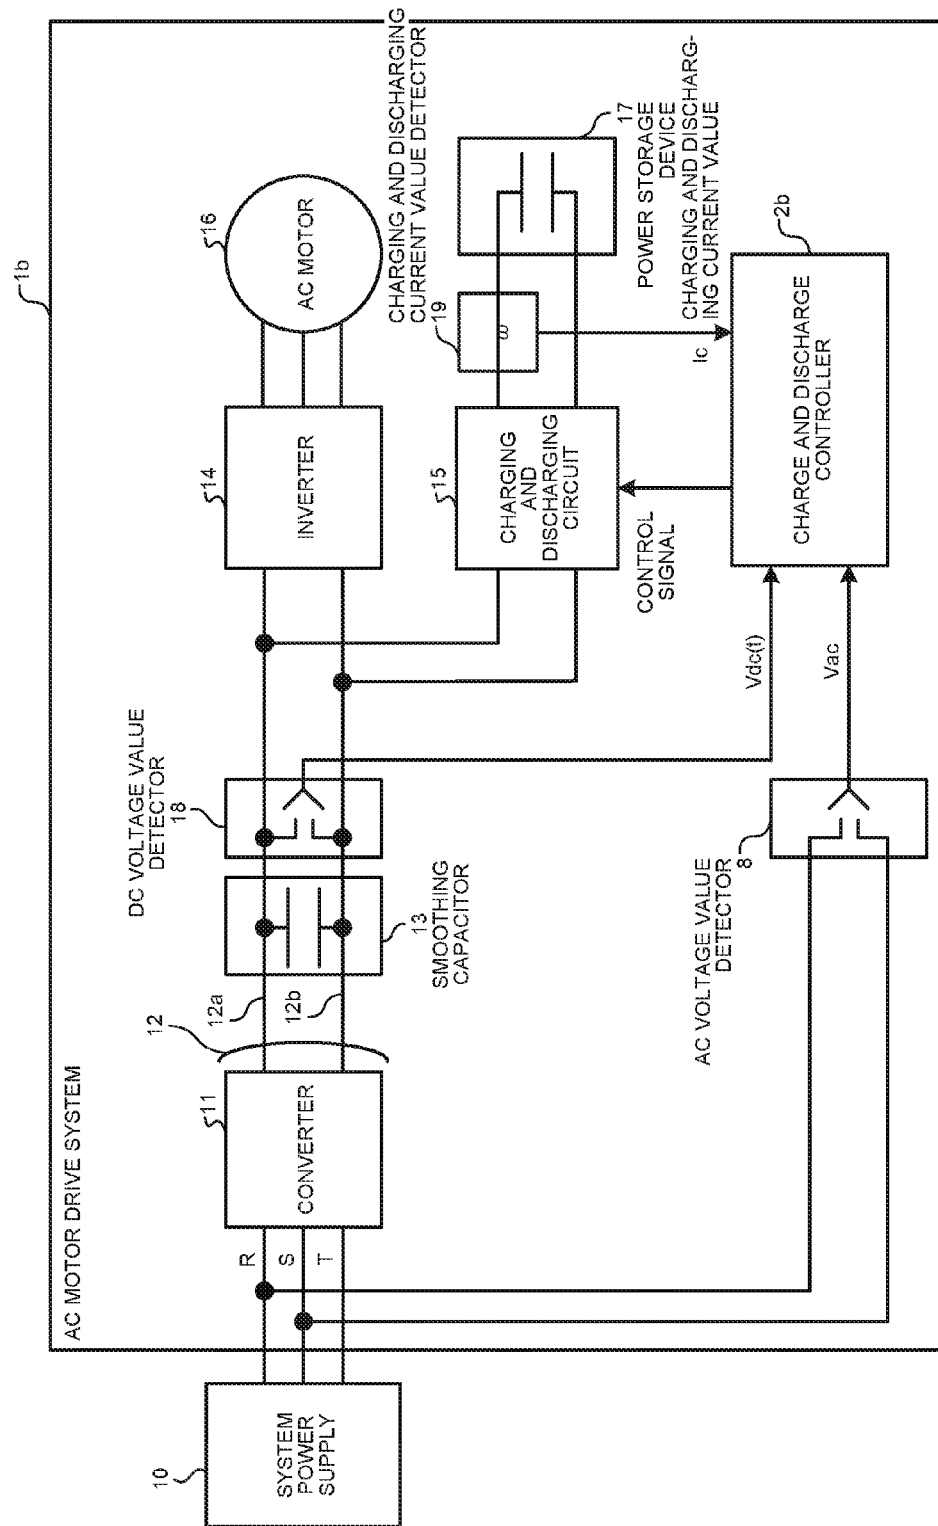 1b
AC MOTOR DRIVE SYSTEM
10
SYSTEM
POWER
SUPPLY
R
S
T
11
CONVERTER
12
12a
12b
13
SMOOTHING
CAPACITOR
DC VOLTAGE VALUE
DETECTOR
18
14
INVERTER
16
AC MOTOR
CHARGING AND DISCHARGING
CURRENT VALUE DETECTOR
15
CHARGING
AND
DISCHARGING
CIRCUIT
19
17
POWER STORAGE
DEVICE
CHARGING AND DISCHARG-
ING CURRENT VALUE
Ic
CONTROL
SIGNAL
2b
CHARGE AND DISCHARGE
CONTROLLER
Vdc(t)
Vac
AC VOLTAGE VALUE
DETECTOR
8